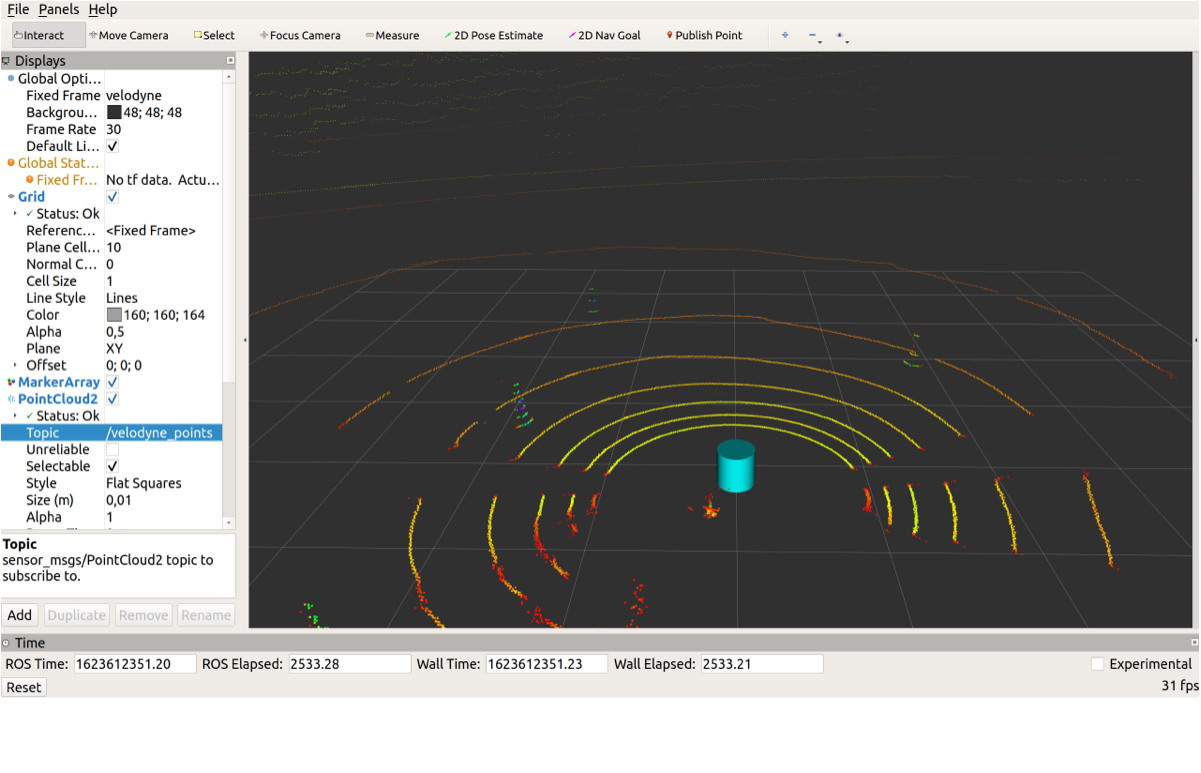 File Panels Help
Interact Move Camera Select Focus Camera Measure 2D Pose Estimate 2D Nav Goal Publish Point
Displays
Global Opti...
Fixed Frame velodyne
Backgrou... 48; 48; 48
Frame Rate 30
Default Li...
Global Stat...
Fixed Fr... No tf data. Actu...
Grid
Status: Ok
Referenc... <Fixed Frame>
Plane Cell... 10
Normal C... 0
Cell Size 1
Line Style Lines
Color 160; 160; 164
Alpha 0,5
Plane XY
Offset 0; 0; 0
MarkerArray
PointCloud2
Status: Ok
Topic /velodyne_points
Unreliable
Selectable
Style Flat Squares
Size (m) 0,01
Alpha 1
Topic
sensor_msgs/PointCloud2 topic to
subscribe to.
Add Duplicate Remove Rename
Time
ROS Time: 1623612351.20 ROS Elapsed: 2533.28 Wall Time: 1623612351.23 Wall Elapsed: 2533.21 Experimental
Reset 31 fps